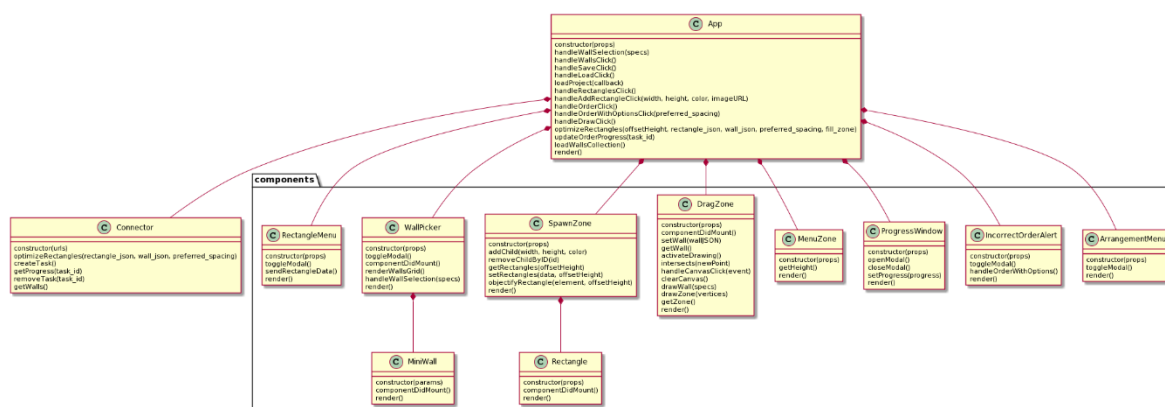 C App
constructor(props)
handleWallSelection(specs)
handleWallsClick()
handleSaveClick()
handleLoadClick()
loadProject(callback)
handleRectanglesClick()
handleAddRectangleClick(width, height, color, imageURL)
handleOrderClick()
handleOrderWithOptionsClick(preferred_spacing)
handleDrawClick()
optimizeRectangles(offsetHeight, rectangle_json, wall_json, preferred_spacing, fill_zone)
updateOrderProgress(task_id)
loadWallsCollection()
render()
components
C Connector
constructor(urls)
optimizeRectangles(rectangle_json, wall_json, preferred_spacing)
createTask()
getProgress(task_id)
removeTask(task_id)
getWalls()
C RectangleMenu
constructor(props)
toggleModal()
sendRectangleData()
render()
C WallPicker
constructor(props)
toggleModal()
componentDidMount()
renderWallsGrid()
handleWallSelection(specs)
render()
C SpawnZone
constructor(props)
addChild(width, height, color)
removeChildByID(id)
getRectangles(offsetHeight)
setRectangles(data, offsetHeight)
objectifyRectangle(element, offsetHeight)
render()
C DragZone
constructor(props)
componentDidMount()
setWall(wallJSON)
getWall()
activateDrawing()
intersects(newPoint)
handleCanvasClick(event)
clearCanvas()
drawWall(specs)
drawZone(vertices)
getZone()
render()
C MenuZone
constructor(props)
getHeight()
render()
C ProgressWindow
constructor(props)
openModal()
closeModal()
setProgress(progress)
render()
C IncorrectOrderAlert
constructor(props)
toggleModal()
handleOrderWithOptions()
render()
C ArrangementMenu
constructor(props)
toggleModal()
render()
C MiniWall
constructor(params)
componentDidMount()
render()
C Rectangle
constructor(props)
componentDidMount()
render()